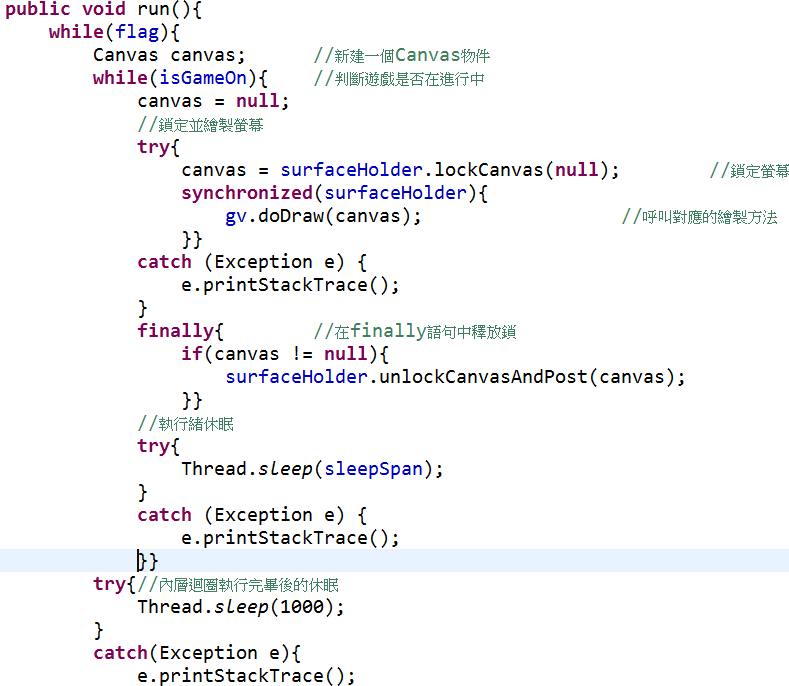 public void run(){
    while(flag){
        Canvas canvas;      //新建一個Canvas物件
        while(isGameOn){    //判斷遊戲是否在進行中
            canvas = null;
            //鎖定並繪製螢幕
            try{
                canvas = surfaceHolder.lockCanvas(null);        //鎖定螢幕
                synchronized(surfaceHolder){
                    gv.doDraw(canvas);                  //呼叫對應的繪製方法
                }}
            catch (Exception e) {
                e.printStackTrace();
            }
            finally{        //在finally語句中釋放鎖
                if(canvas != null){
                    surfaceHolder.unlockCanvasAndPost(canvas);
                }}
            //執行緒休眠
            try{
                Thread.sleep(sleepSpan);
            }
            catch (Exception e) {
                e.printStackTrace();
            }}
        try{//內層迴圈執行完畢後的休眠
            Thread.sleep(1000);
        }
        catch(Exception e){
            e.printStackTrace();